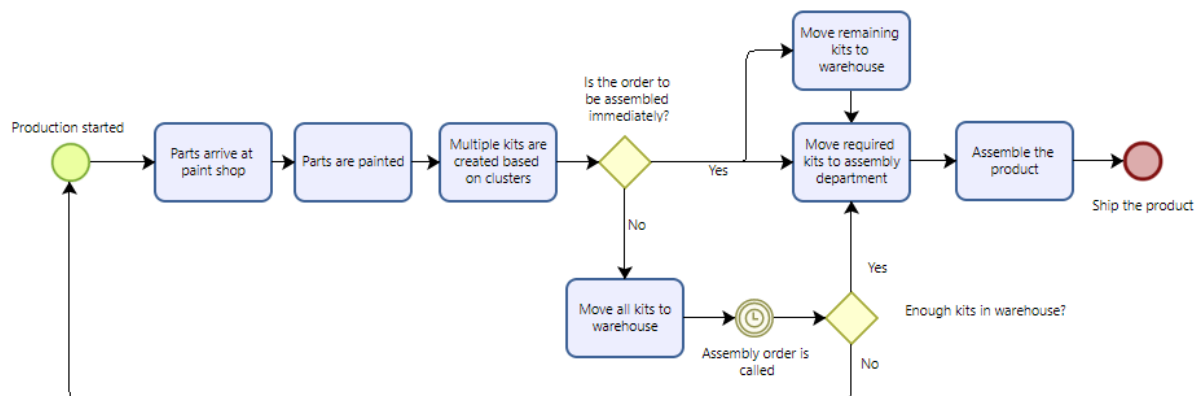 Production started
Parts arrive at
paint shop
Parts are painted
Multiple kits are
created based
on clusters
Is the order to
be assembled
immediately?
Yes
No
Move remaining
kits to
warehouse
Move required
kits to assembly
department
Assemble the
product
Ship the product
Move all kits to
warehouse
Assembly order is
called
Yes
Enough kits in warehouse?
No